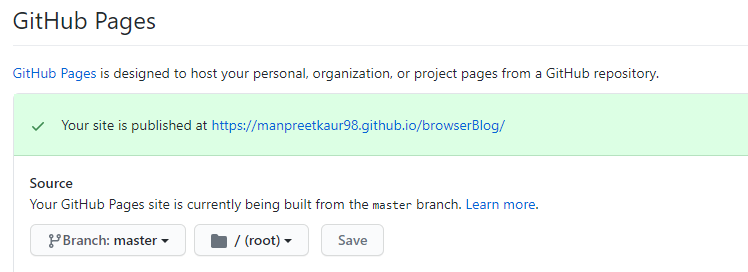 GitHub Pages
GitHub Pages is designed to host your personal, organization, or project pages from a GitHub repository.
Your site is published at https://manpreetkaur98.github.io/browserBlog/
Source
Your GitHub Pages site is currently being built from the master branch. Learn more.
Branch: master / (root) Save